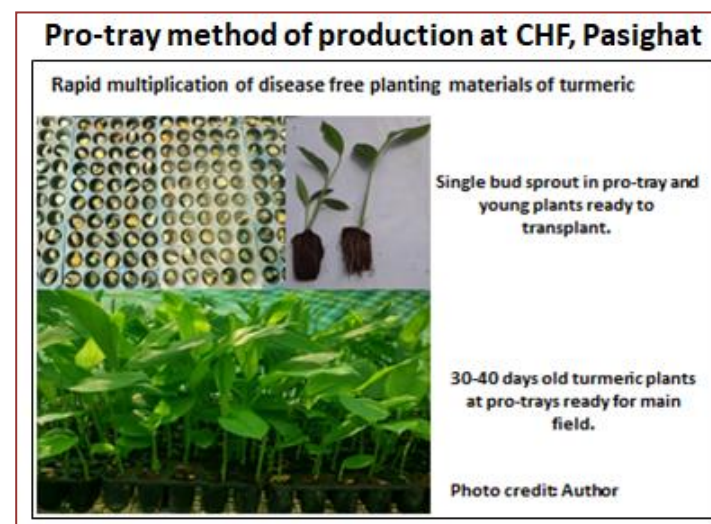 Pro-tray method of production at CHF, Pasighat
Rapid multiplication of disease free planting materials of turmeric
Single bud sprout in pro-tray and
young plants ready to
transplant.
30-40 days old turmeric plants
at pro-trays ready for main
field.
Photo credit: Author